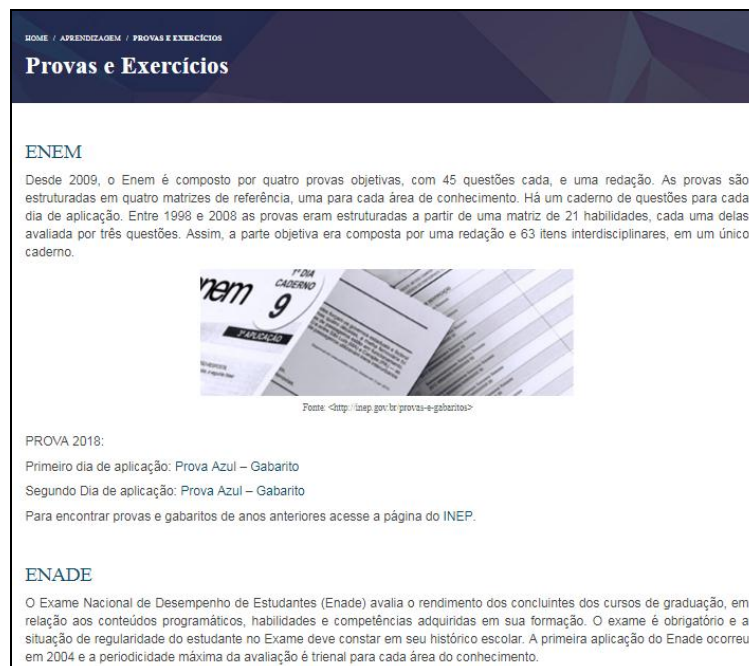 HOME / APRENDIZAGEM / PROVAS E EXERCÍCIOS
Provas e Exercícios
ENEM
Desde 2009, o Enem é composto por quatro provas objetivas, com 45 questões cada, e uma redação. As provas são
estruturadas em quatro matrizes de referência, uma para cada área de conhecimento. Há um caderno de questões para cada
dia de aplicação. Entre 1998 e 2008 as provas eram estruturadas a partir de uma matriz de 21 habilidades, cada uma delas
avaliada por três questões. Assim, a parte objetiva era composta por uma redação e 63 itens interdisciplinares, em um único
caderno.
nem
1º DIA
CADERNO
9
APLICAÇÃO
Fonte: <http://inep.gov.br/provas-e-gabaritos>
PROVA 2018:
Primeiro dia de aplicação: Prova Azul – Gabarito
Segundo Dia de aplicação: Prova Azul – Gabarito
Para encontrar provas e gabaritos de anos anteriores acesse a página do INEP.
ENADE
O Exame Nacional de Desempenho de Estudantes (Enade) avalia o rendimento dos concluintes dos cursos de graduação, em
relação aos conteúdos programáticos, habilidades e competências adquiridas em sua formação. O exame é obrigatório e a
situação de regularidade do estudante no Exame deve constar em seu histórico escolar. A primeira aplicação do Enade ocorreu
em 2004 e a periodicidade máxima da avaliação é trienal para cada área do conhecimento.